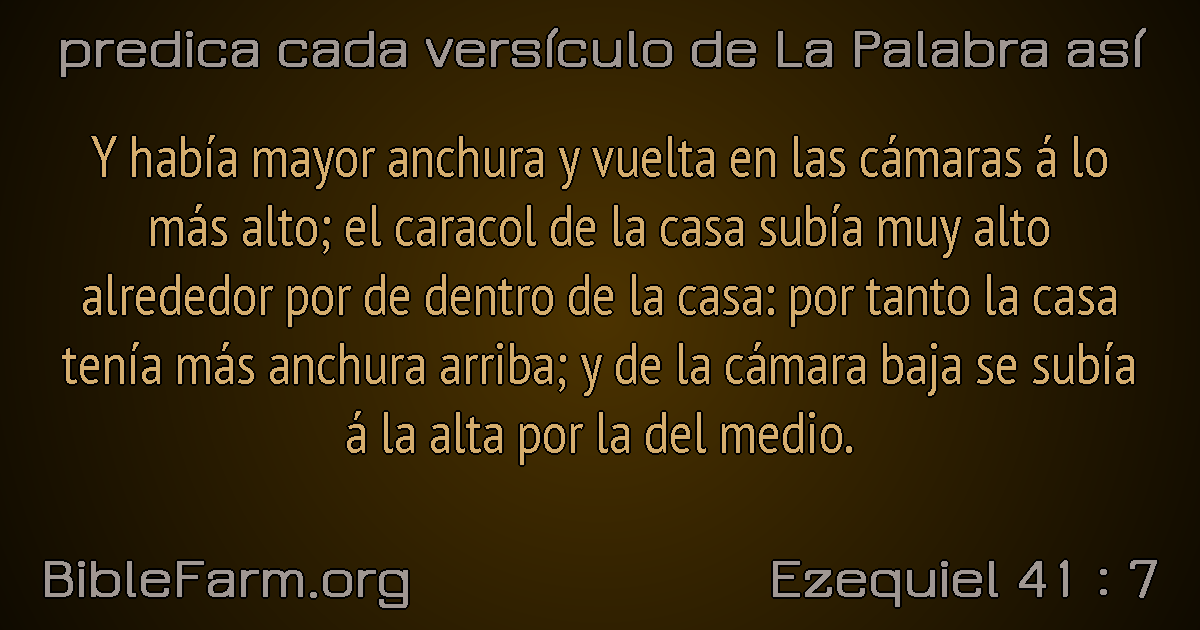 predica cada versículo de La Palabra así
Y había mayor anchura y vuelta en las cámaras á lo
más alto; el caracol de la casa subía muy alto
alrededor por de dentro de la casa: por tanto la casa
tenía más anchura arriba; y de la cámara baja se subía
á la alta por la del medio.
BibleFarm.org
Ezequiel 41 : 7